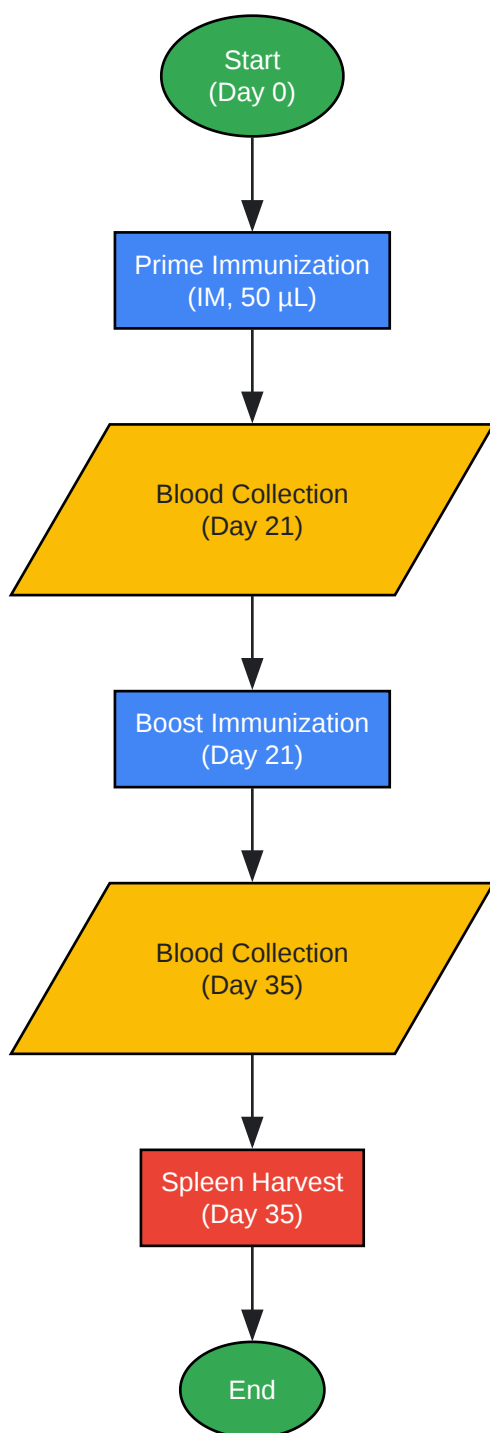 Start
(Day 0)
Prime Immunization
(IM, 50 µL)
Blood Collection
(Day 21)
Boost Immunization
(Day 21)
Blood Collection
(Day 35)
Spleen Harvest
(Day 35)
End